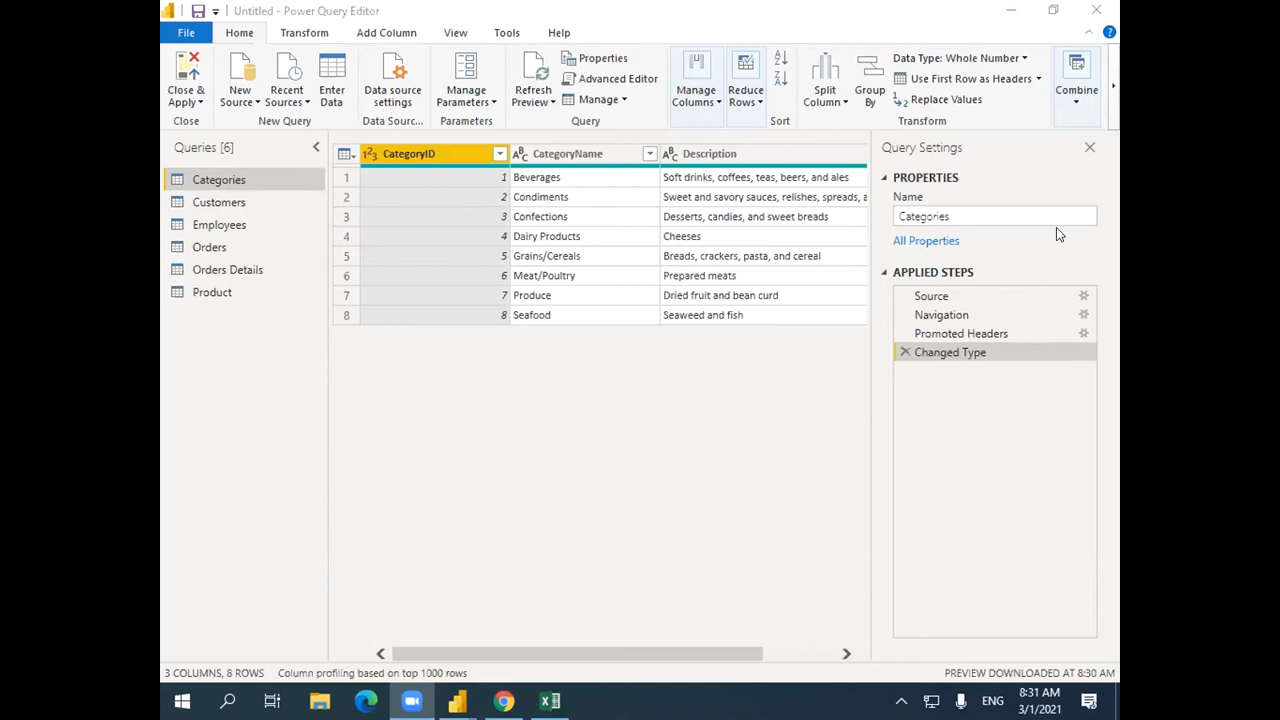 Untitled - Power Query Editor
File Home Transform Add Column View Tools Help
Close & Apply
Close
New Source
Recent Sources
Enter Data
New Query
Data source settings
Data Sourc...
Manage Parameters
Parameters
Refresh Preview
Properties
Advanced Editor
Manage
Query
Manage Columns
Reduce Rows
Sort
Split Column
Group By
Data Type: Whole Number
Use First Row as Headers
Replace Values
Transform
Combine
Queries [6]
Categories
Customers
Employees
Orders
Orders Details
Product
CategoryID CategoryName Description
1 1 Beverages Soft drinks, coffees, teas, beers, and ales
2 2 Condiments Sweet and savory sauces, relishes, spreads, a
3 3 Confections Desserts, candies, and sweet breads
4 4 Dairy Products Cheeses
5 5 Grains/Cereals Breads, crackers, pasta, and cereal
6 6 Meat/Poultry Prepared meats
7 7 Produce Dried fruit and bean curd
8 8 Seafood Seaweed and fish
Query Settings
PROPERTIES
Name
Categories
All Properties
APPLIED STEPS
Source
Navigation
Promoted Headers
Changed Type
3 COLUMNS, 8 ROWS Column profiling based on top 1000 rows
PREVIEW DOWNLOADED AT 8:30 AM
ENG
8:31 AM
3/1/2021